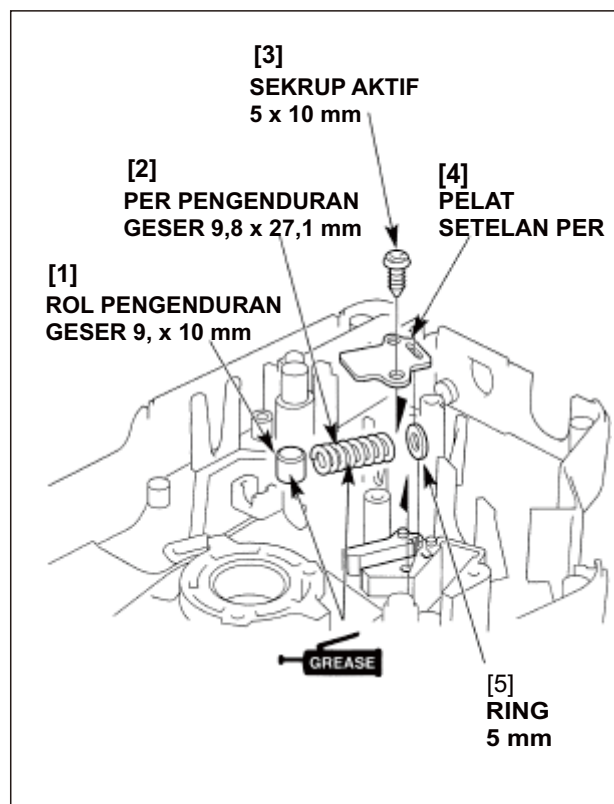 [3]
SEKRUP AKTIF
5 x 10 mm
[2]
PER PENGENDURAN
GESER 9,8 x 27,1 mm
[4]
PELAT
SETELAN PER
[1]
ROL PENGENDURAN
GESER 9, x 10 mm
GREASE
[5]
RING
5 mm